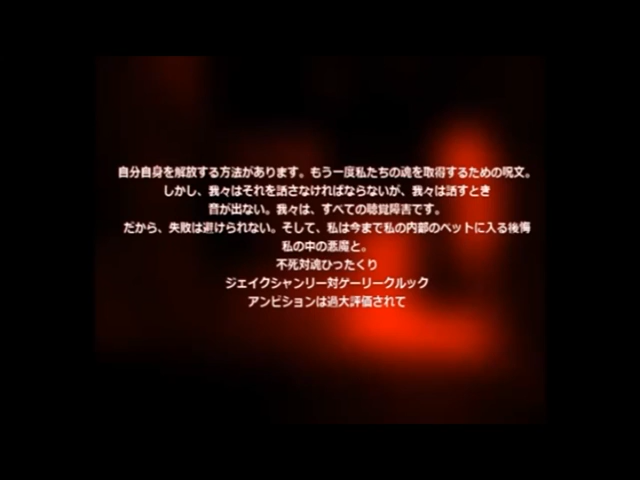 自分自身を解放する方法があります。もう一度私たちの魂を取得するための呪文。
しかし、我々はそれを話さなければならないが、我々は話すとき
音が出ない。我々は、すべての聴覚障害です。
だから、失敗は避けられない。そして、私は今まで私の内部のベットに入る後悔
私の中の悪魔と。
不死対魂ひったくり
ジェイクシャンリー対ゲーリークルック
アンビションは過大評価されて